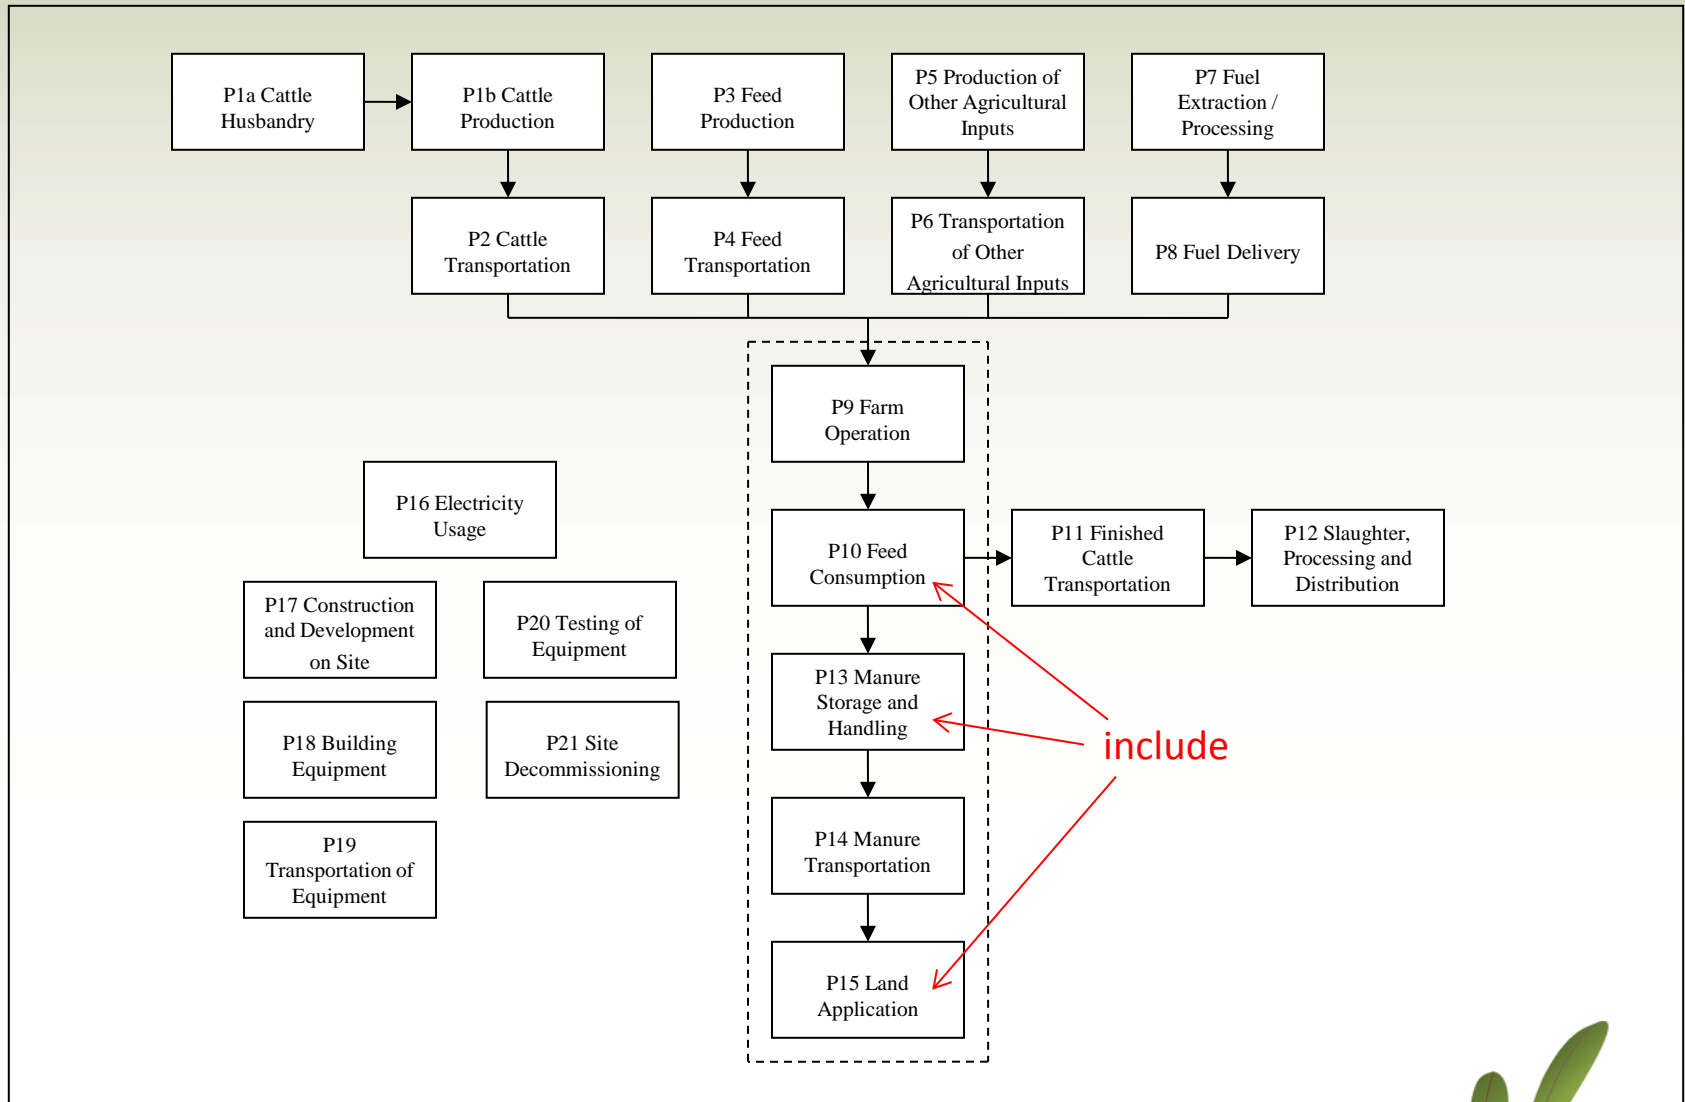 P1a Cattle
Husbandry
P1b Cattle
Production
P3 Feed
Production
P5 Production of
Other Agricultural
Inputs
P7 Fuel
Extraction /
Processing
P2 Cattle
Transportation
P4 Feed
Transportation
P6 Transportation
of Other
Agricultural Inputs
P8 Fuel Delivery
P9 Farm
Operation
P16 Electricity
Usage
P10 Feed
Consumption
P11 Finished
Cattle
Transportation
P12 Slaughter,
Processing and
Distribution
P17 Construction
and Development
on Site
P20 Testing of
Equipment
P13 Manure
Storage and
Handling
include
P18 Building
Equipment
P21 Site
Decommissioning
P14 Manure
Transportation
P19
Transportation of
Equipment
P15 Land
Application